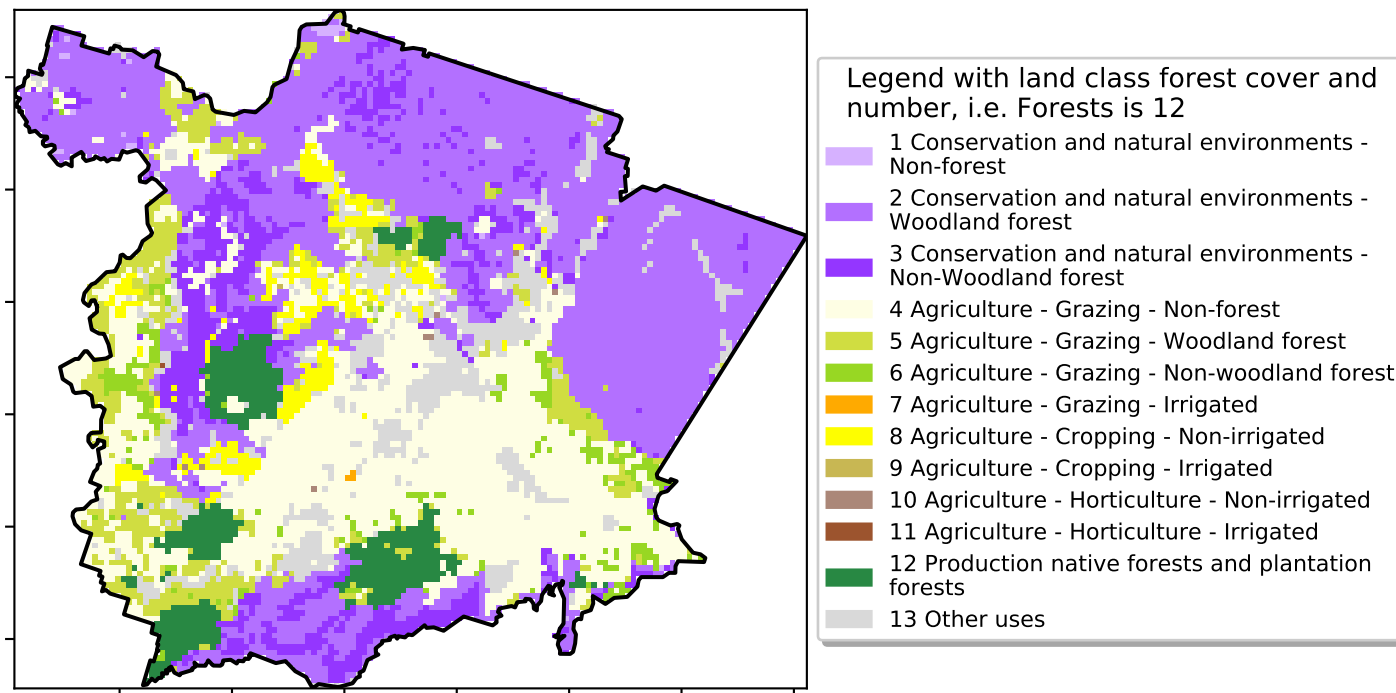 Legend with land class forest cover and
number, i.e. Forests is 12
1 Conservation and natural environments -
Non-forest
2 Conservation and natural environments -
Woodland forest
3 Conservation and natural environments -
Non-Woodland forest
4 Agriculture - Grazing - Non-forest
5 Agriculture - Grazing - Woodland forest
6 Agriculture - Grazing - Non-woodland forest
7 Agriculture - Grazing - Irrigated
8 Agriculture - Cropping - Non-irrigated
9 Agriculture - Cropping - Irrigated
10 Agriculture - Horticulture - Non-irrigated
11 Agriculture - Horticulture - Irrigated
12 Production native forests and plantation
forests
13 Other uses